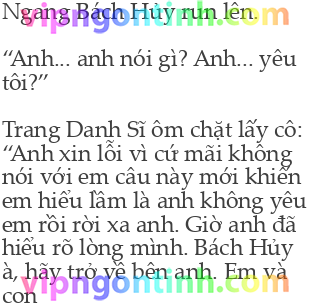 Ngang Bách Hủy run lên.
“Anh... anh nói gì? Anh... yêu
tôi?”
Trang Danh Sĩ ôm chặt lấy cô:
“Anh xin lỗi vì cứ mãi không
nói với em câu này mới khiến
em hiểu lầm là anh không yêu
em rồi rời xa anh. Giờ anh đã
hiểu rõ lòng mình. Bách Hủy
à, hãy trở về bên anh. Em và
con
vipngontinh.com
vipngontinh.com